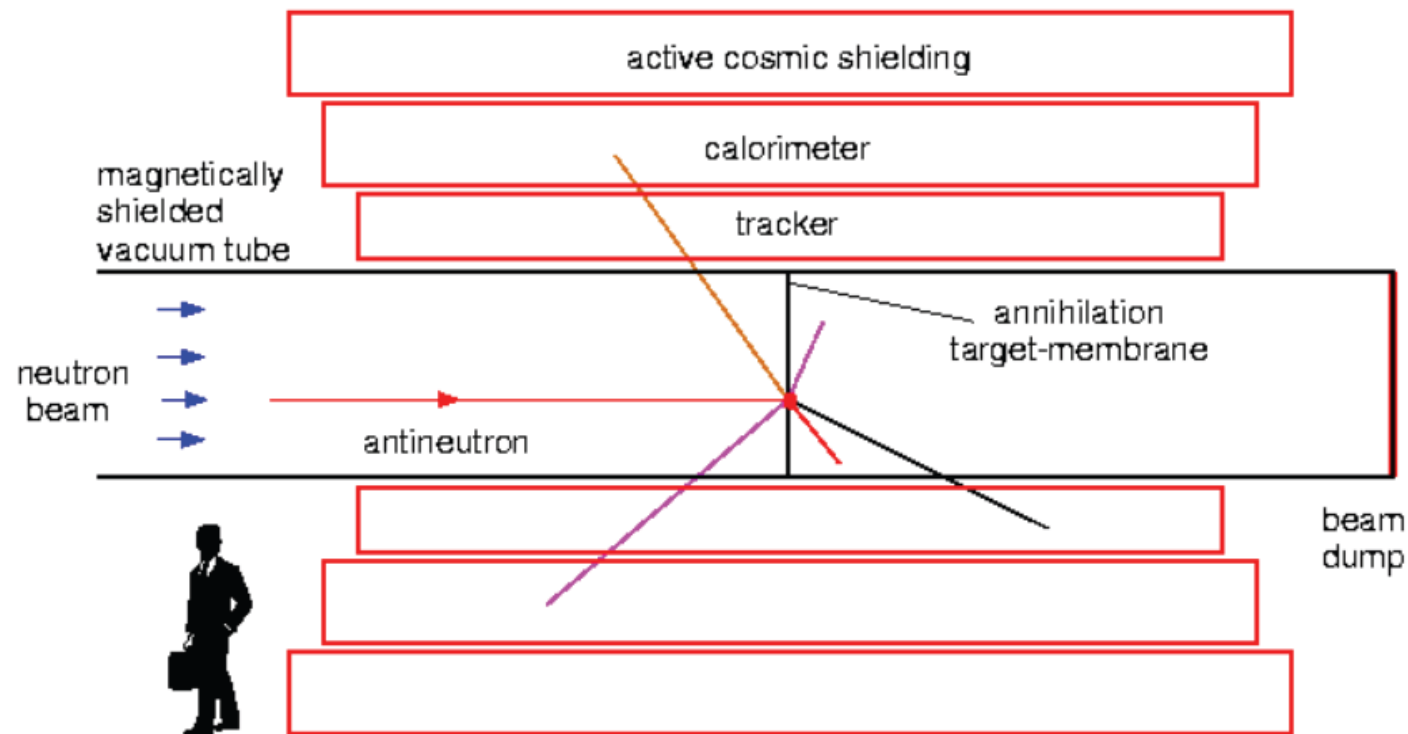 active cosmic shielding
calorimeter
magnetically
shielded
vacuum tube
tracker
annihilation
target-membrane
neutron
beam
antineutron
beam
dump